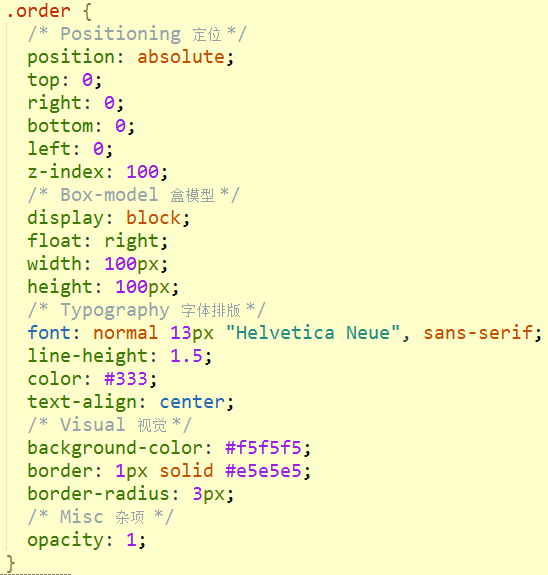 .order {
/* Positioning 定位 */
position: absolute;
top: 0;
right: 0;
bottom: 0;
left: 0;
z-index: 100;
/* Box-model 盒模型 */
display: block;
float: right;
width: 100px;
height: 100px;
/* Typography 字体排版 */
font: normal 13px "Helvetica Neue", sans-serif;
line-height: 1.5;
color: #333;
text-align: center;
/* Visual 视觉 */
background-color: #f5f5f5;
border: 1px solid #e5e5e5;
border-radius: 3px;
/* Misc 杂项 */
opacity: 1;
}